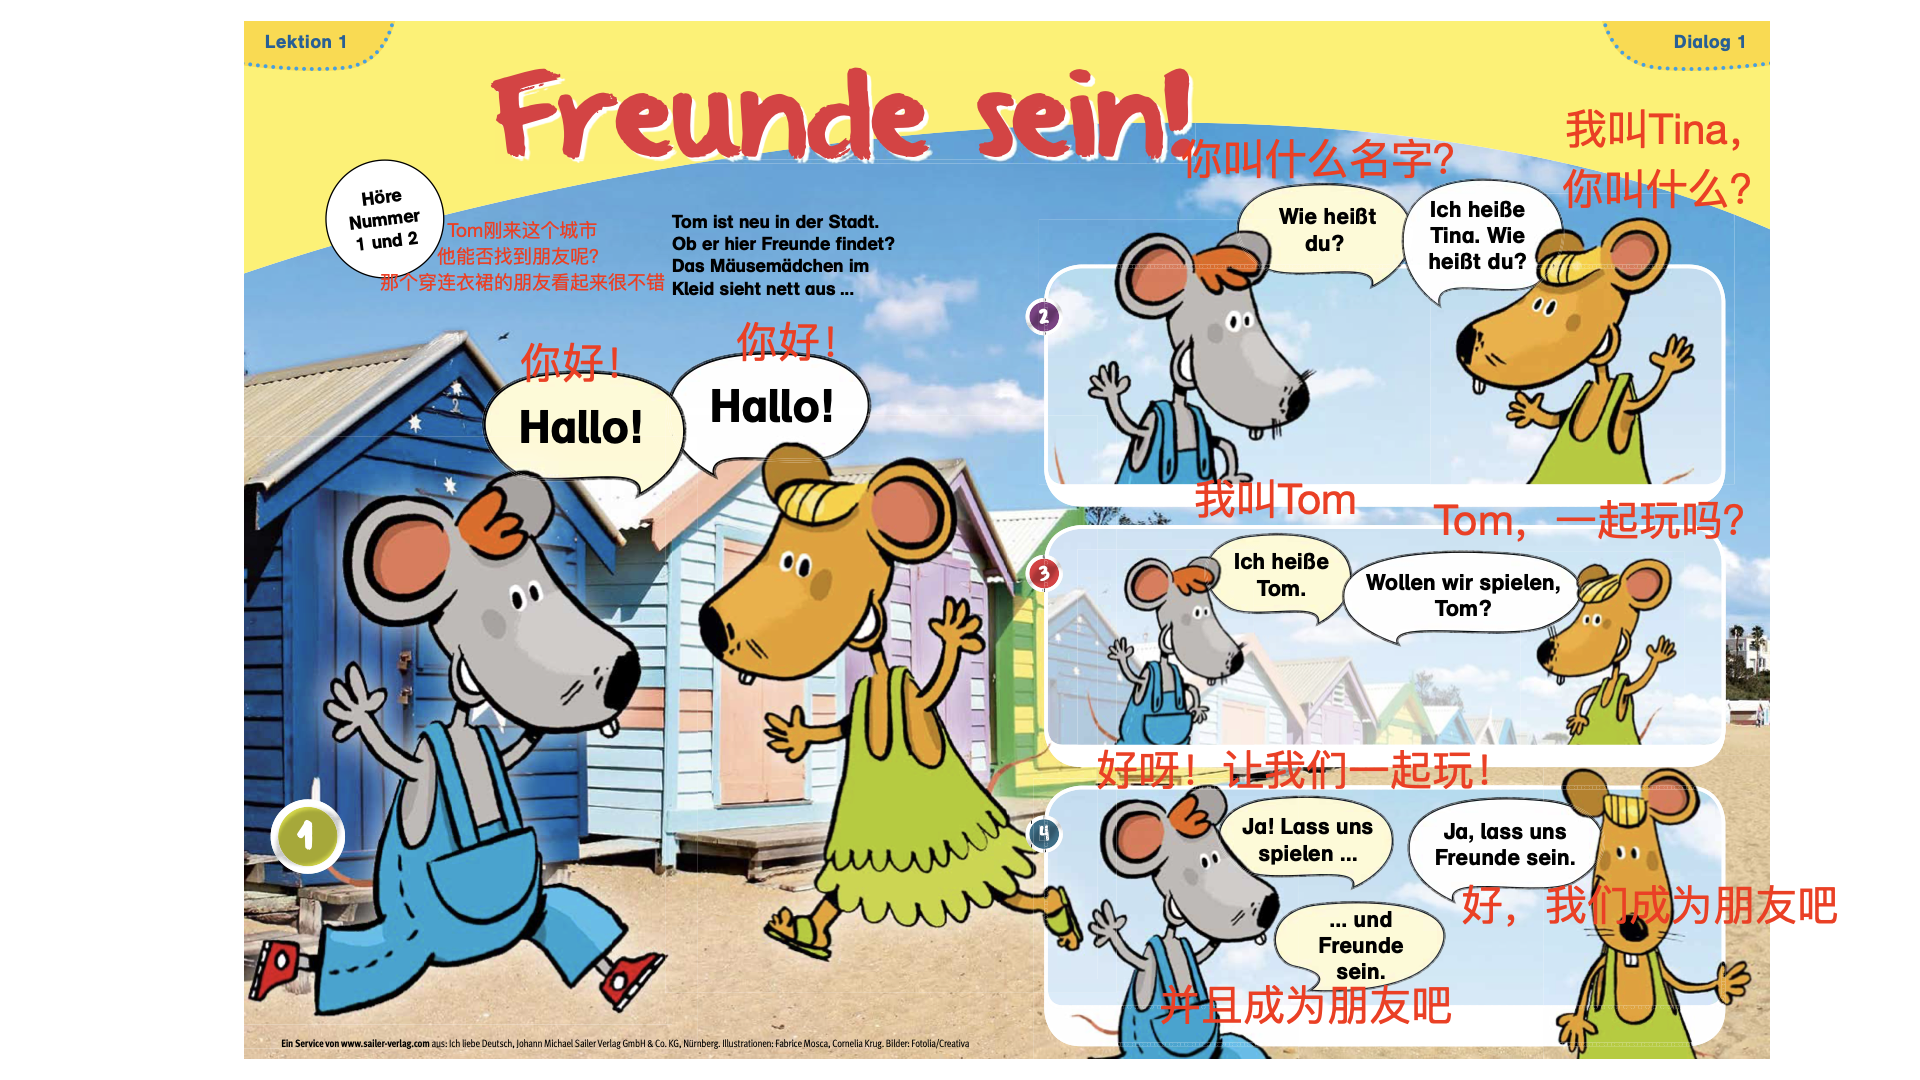 Lektion 1
Dialog 1
Freunde sein!
Höre
Nummer
1 und 2
Tom刚来这个城市
他能否找到朋友呢？
那个穿连衣裙的朋友看起来很不错
Tom ist neu in der Stadt.
Ob er hier Freunde findet?
Das Mäusemädchen im
Kleid sieht nett aus ...
你好！
Hallo!
你好！
Hallo!
1
2
你叫什么名字？
Wie heißt
du?
我叫Tina，
你叫什么？
Ich heiße
Tina. Wie
heißt du?
2
我叫Tom
Ich heiße
Tom.
Tom，一起玩吗？
Wollen wir spielen,
Tom?
3
好呀！让我们一起玩！
Ja! Lass uns
spielen ...
Ja, lass uns
Freunde sein.
好，我们成为朋友吧
... und
Freunde
sein.
并且成为朋友吧
4
Ein Service von www.sailer-verlag.com aus: Ich liebe Deutsch, Johann Michael Sailer Verlag GmbH & Co. KG, Nürnberg. Illustrationen: Fabrice Mosca, Cornelia Krug. Bilder: Fotolia/Creativa